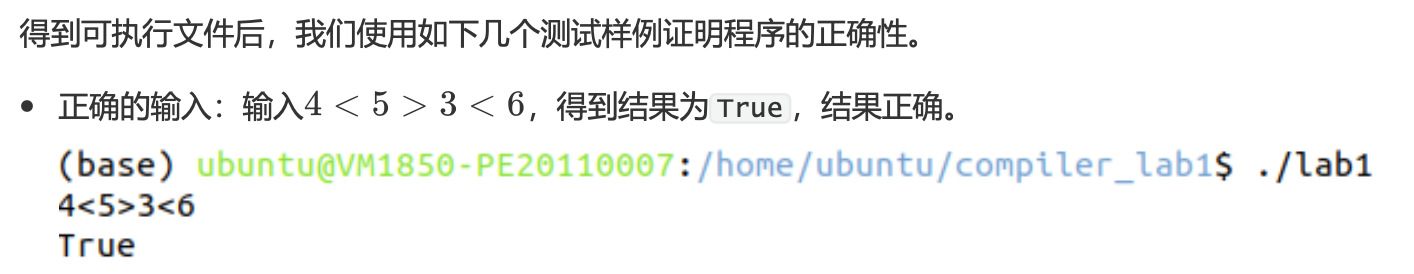 得到可执行文件后，我们使用如下几个测试样例证明程序的正确性。
• 正确的输入：输入4 < 5 > 3 < 6，得到结果为True，结果正确。
(base) ubuntu@VM1850-PE20110007:/home/ubuntu/compiler_lab1$ ./lab1
4<5>3<6
True